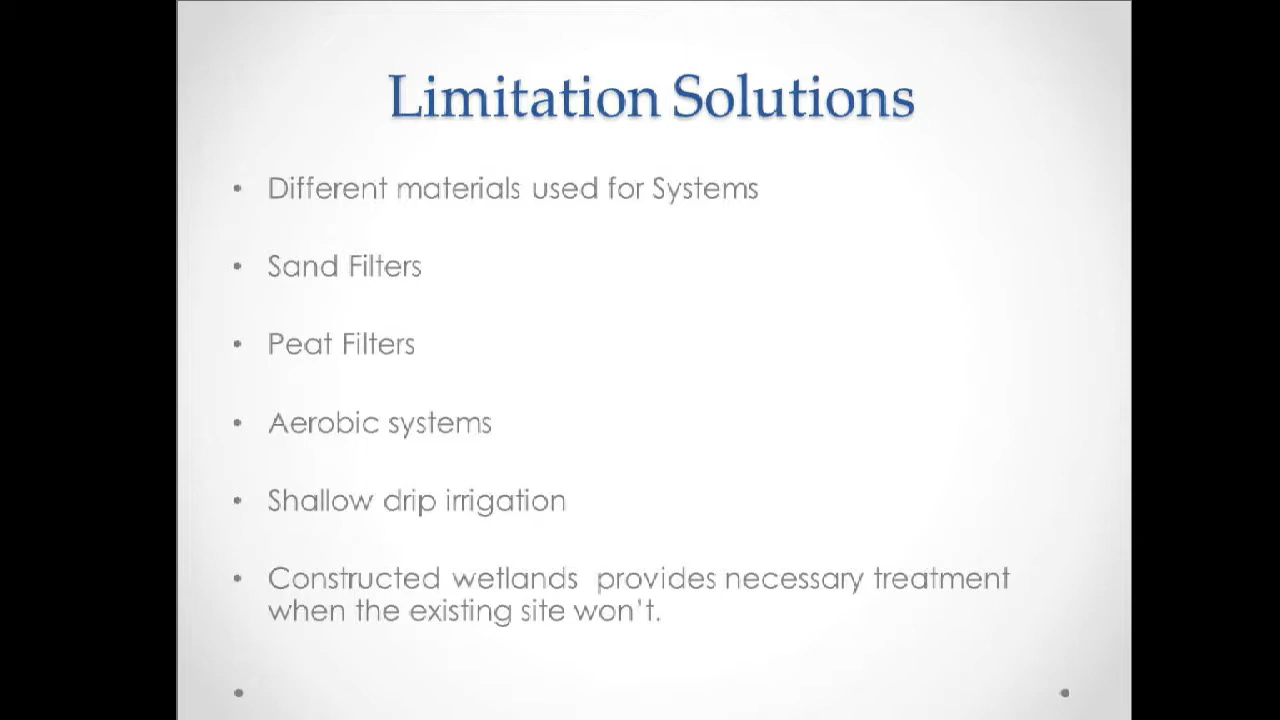 Limitation Solutions
• Different materials used for Systems
• Sand Filters
• Peat Filters
• Aerobic systems
• Shallow drip irrigation
• Constructed wetlands  provides necessary treatment
when the existing site won't.